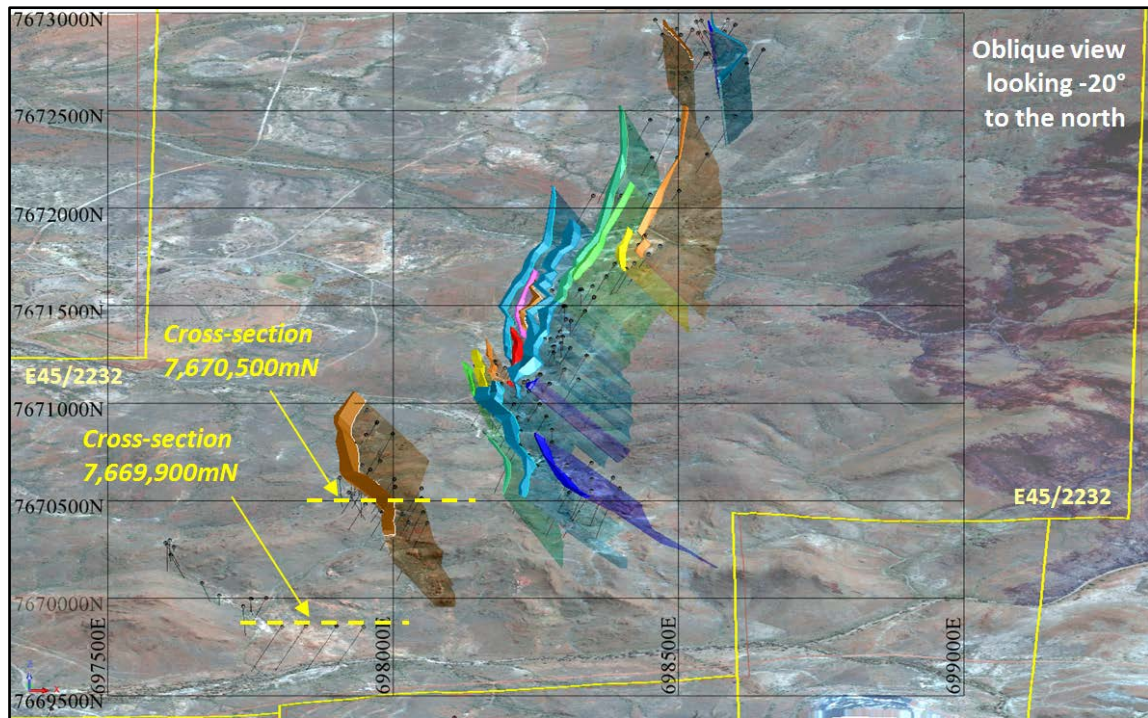 7673000N
Oblique view
looking -20°
to the north
7672500N
7672000N
7671500N
Cross-section
7,670,500mN
E45/2232
7671000N
Cross-section
7,669,900mN
7670500N
E45/2232
7670000N
697500E
698000E
698500E
699000E
7669500N